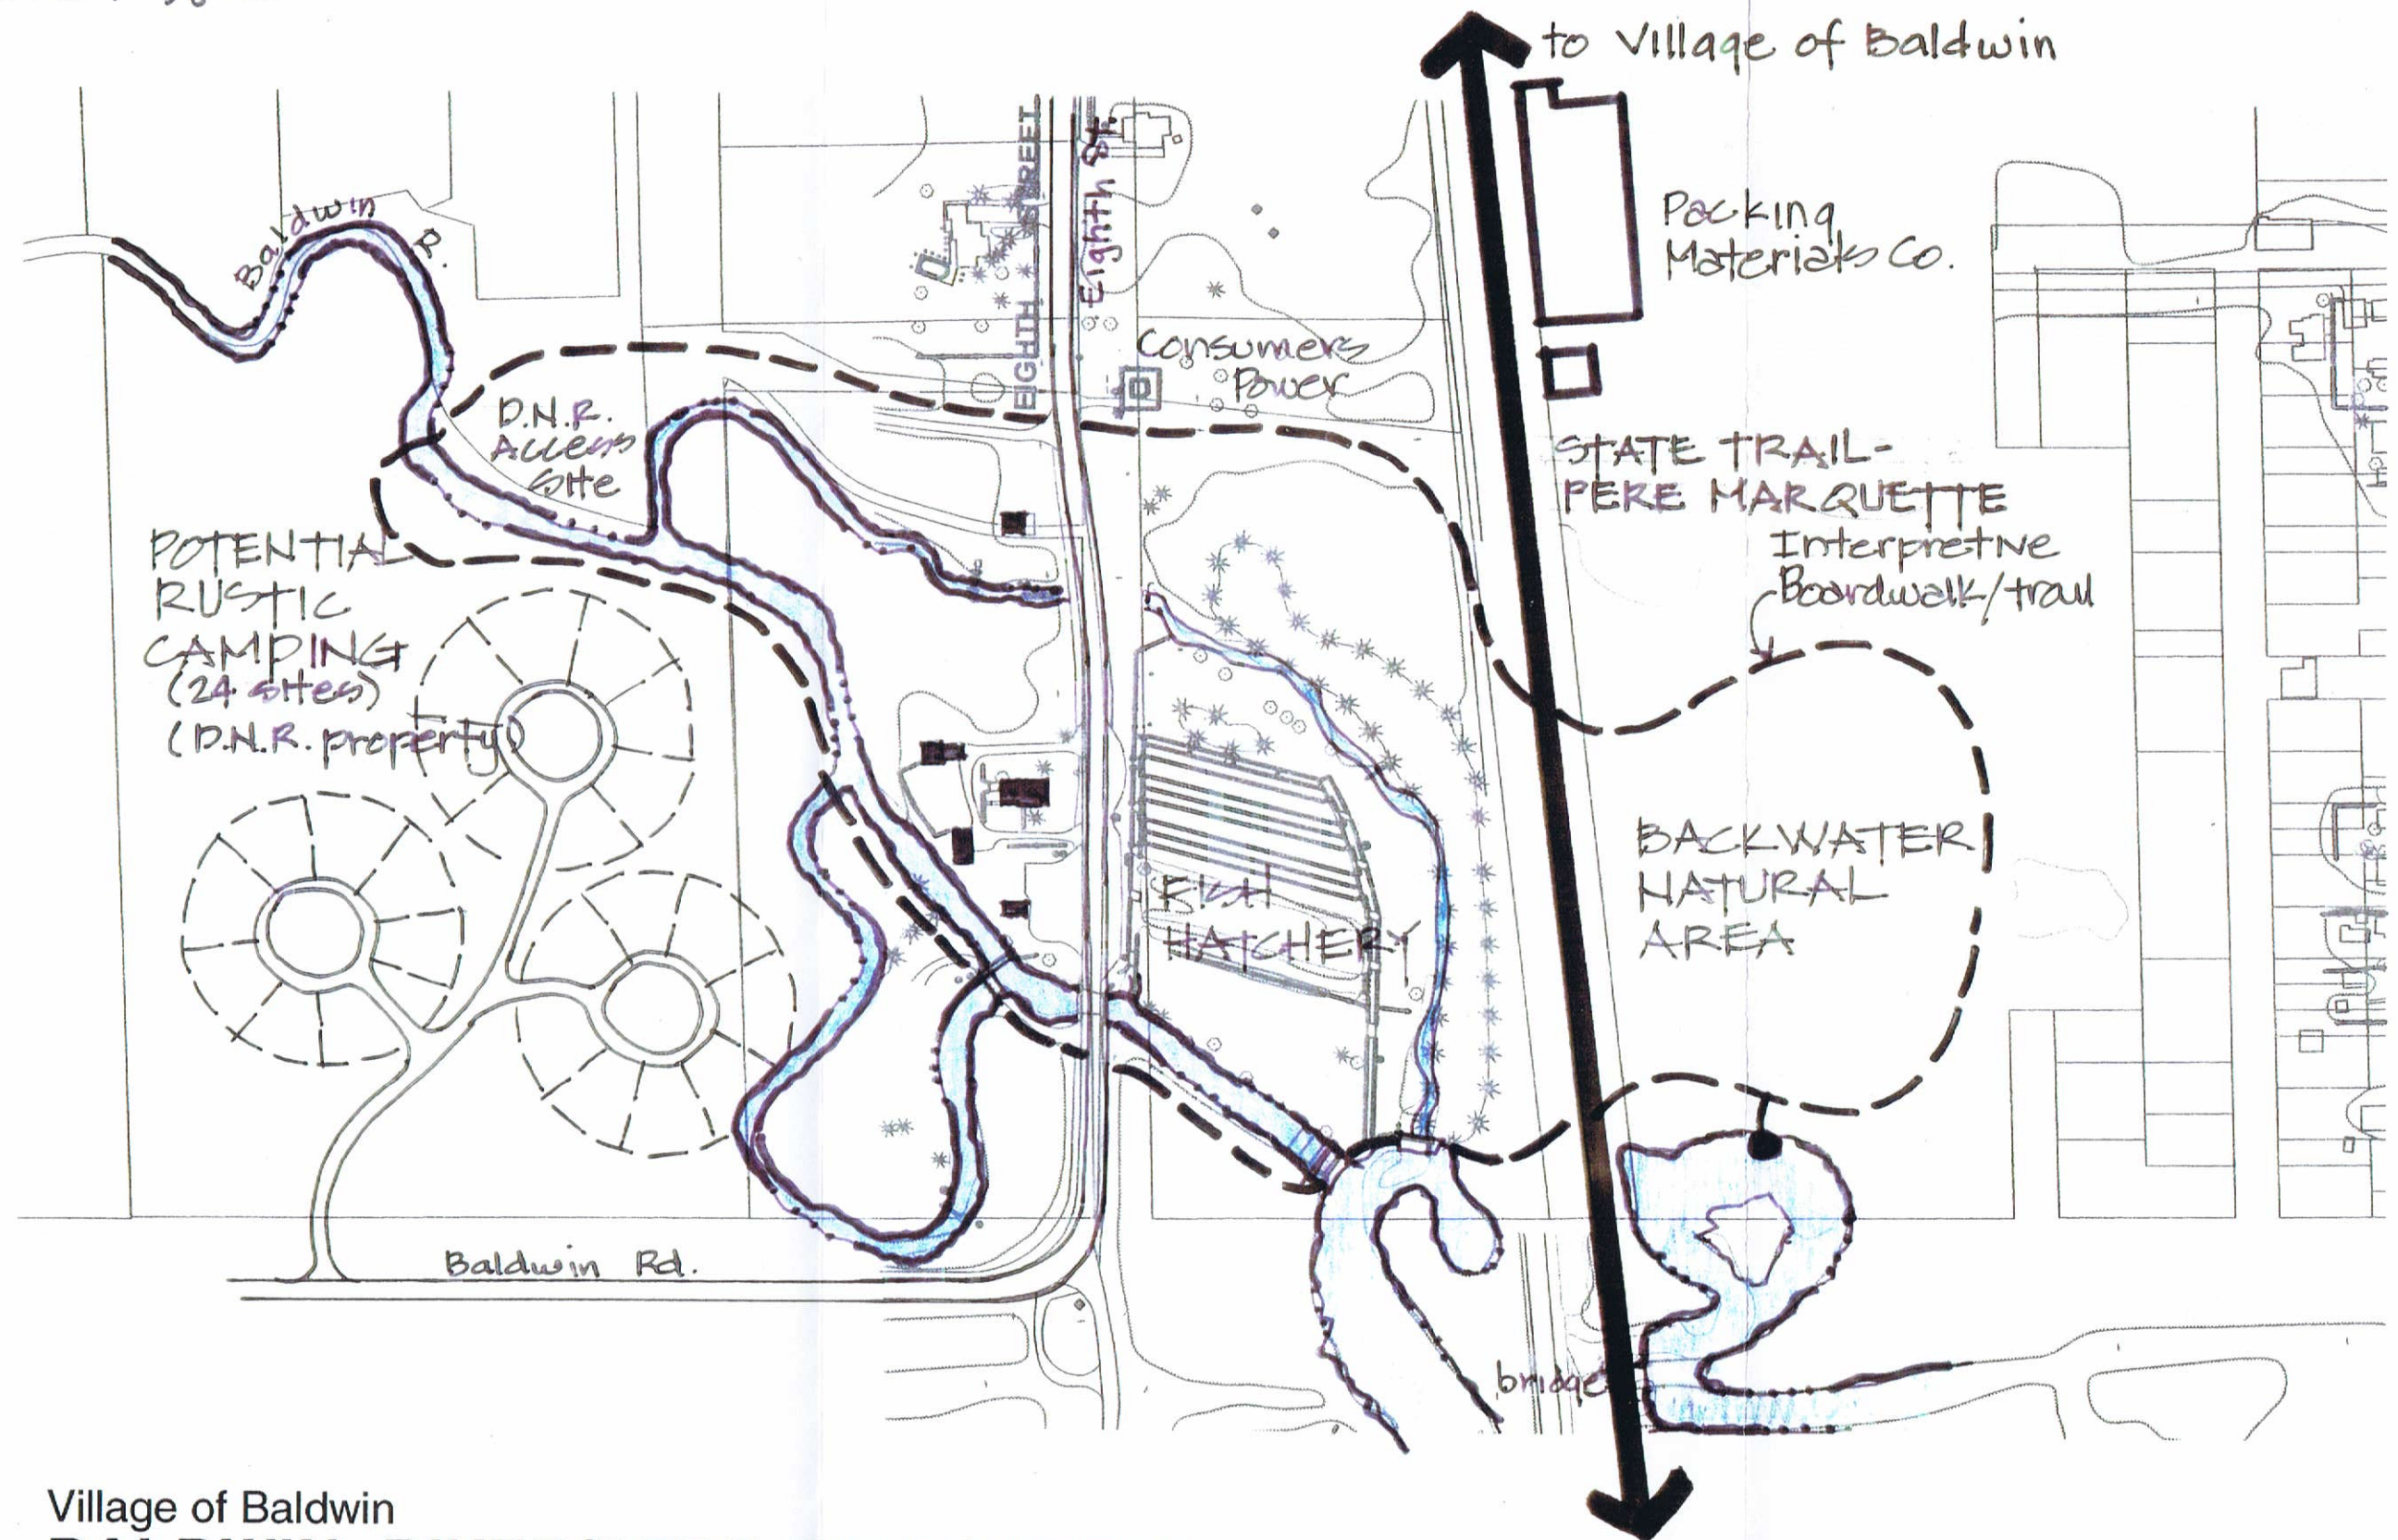 to Village of Baldwin
EIGHTH STREET
Eighth St.
Baldwin R.
Packing
Materials Co.
Consumers
Power
D.N.R.
Access
Site
STATE TRAIL-
PERE MARQUETTE
Interpretive
Boardwalk/trail
POTENTIAL
RUSTIC
CAMPING
(24 sites)
(D.N.R. property)
BACKWATER
NATURAL
AREA
FISH
HATCHERY
Baldwin Rd.
bridge
Village of Baldwin